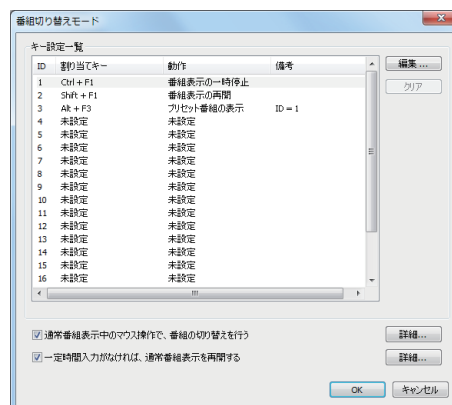 番組切り替えモード
キー設定一覧
ID 割り当てキー 動作 備考
1 Ctrl + F1 番組表示の一時停止
2 Shift + F1 番組表示の再開
3 Alt + F3 プリセット番組の表示 ID = 1
4 未設定 未設定
5 未設定 未設定
6 未設定 未設定
7 未設定 未設定
8 未設定 未設定
9 未設定 未設定
10 未設定 未設定
11 未設定 未設定
12 未設定 未設定
13 未設定 未設定
14 未設定 未設定
15 未設定 未設定
16 未設定 未設定
編集 ...
クリア
通常番組表示中のマウス操作で、番組の切り替えを行う
詳細...
一定時間入力がなければ、通常番組表示を再開する
詳細...
OK キャンセル